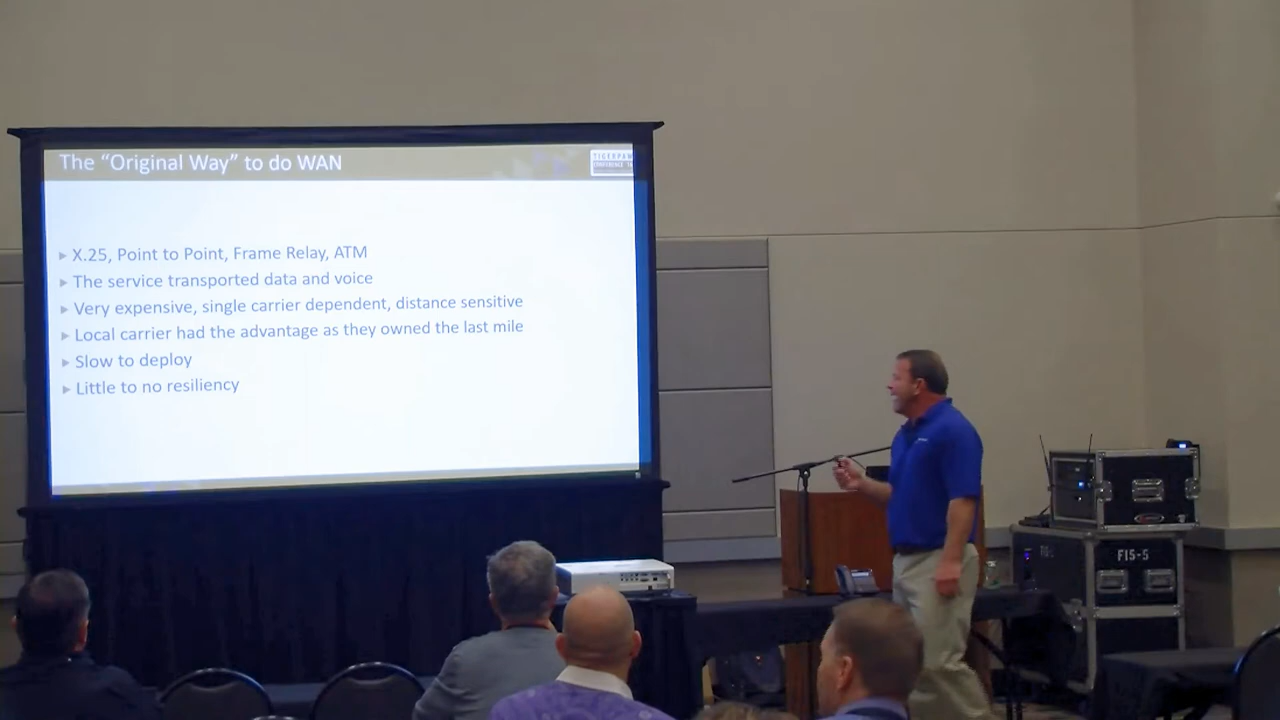 The “Original Way” to do WAN
TIGERPAW
CONFERENCE
X.25, Point to Point, Frame Relay, ATM
The service transported data and voice
Very expensive, single carrier dependent, distance sensitive
Local carrier had the advantage as they owned the last mile
Slow to deploy
Little to no resiliency
FIS-5